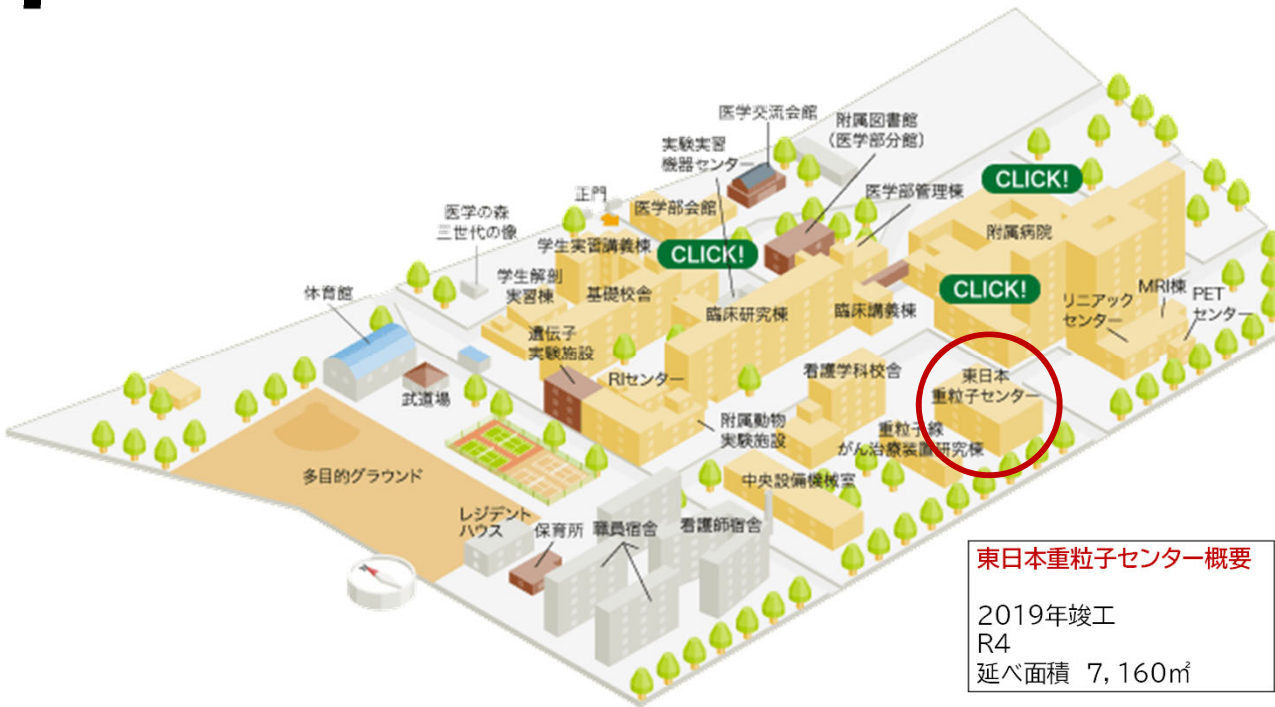 医学交流会館
附属図書館
（医学部分館）
実験実習
機器センター
正門
医学部会館
医学部管理棟
CLICK!
医学の森
三世代の像
学生実習講義棟
CLICK!
附属病院
学生解剖
実習棟
基礎校舎
CLICK!
体育館
臨床研究棟
臨床講義棟
リニアック
センター
MRI棟
PET
センター
遺伝子
実験施設
RIセンター
看護学科校舎
東日本
重粒子センター
武道場
附属動物
実験施設
重粒子線
がん治療装置研究棟
多目的グラウンド
中央設備機械室
レジデント
ハウス
保育所
職員宿舎
看護師宿舎
東日本重粒子センター概要
2019年竣工
R4
延べ面積 7,160㎡